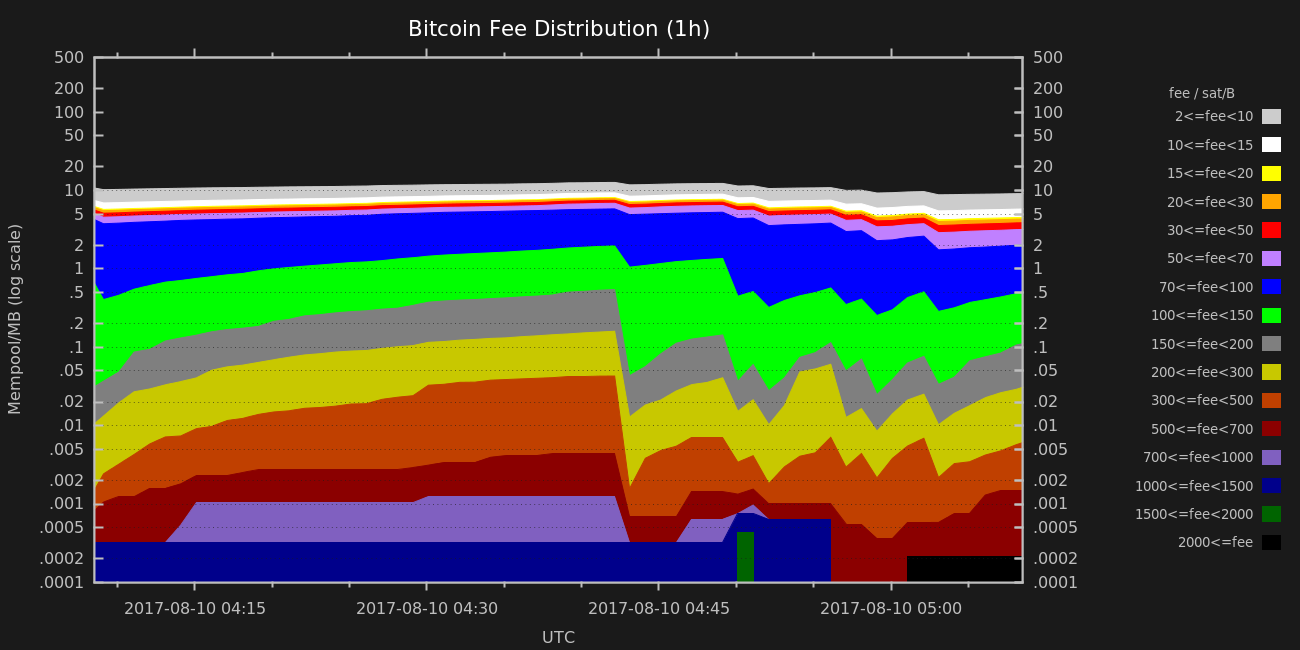 Bitcoin Fee Distribution (1h)
500
200
100
50
20
10
5
2
1
.5
.2
.1
.05
.02
.01
.005
.002
.001
.0005
.0002
.0001
Mempool/MB (log scale)
500
200
100
50
20
10
5
2
1
.5
.2
.1
.05
.02
.01
.005
.002
.001
.0005
.0002
.0001
2017-08-10 04:15
2017-08-10 04:30
2017-08-10 04:45
2017-08-10 05:00
UTC
fee / sat/B
2<=fee<10
10<=fee<15
15<=fee<20
20<=fee<30
30<=fee<50
50<=fee<70
70<=fee<100
100<=fee<150
150<=fee<200
200<=fee<300
300<=fee<500
500<=fee<700
700<=fee<1000
1000<=fee<1500
1500<=fee<2000
2000<=fee